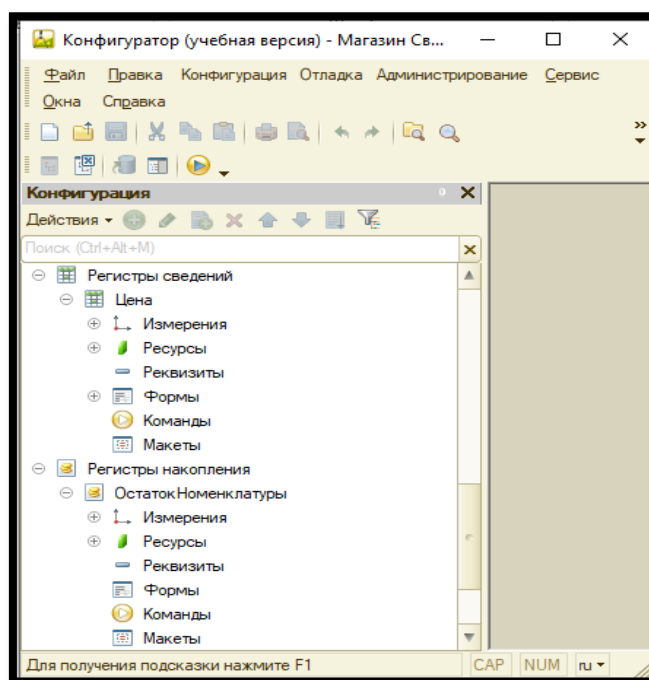 Конфигуратор (учебная версия) - Магазин Св...
Файл Правка Конфигурация Отладка Администрирование Сервис
Окна Справка
Конфигурация
Действия
Поиск (Ctrl+Alt+M)
Регистры сведений
Цена
Измерения
Ресурсы
Реквизиты
Формы
Команды
Макеты
Регистры накопления
ОстатокНоменклатуры
Измерения
Ресурсы
Реквизиты
Формы
Команды
Макеты
Для получения подсказки нажмите F1 CAP NUM ru